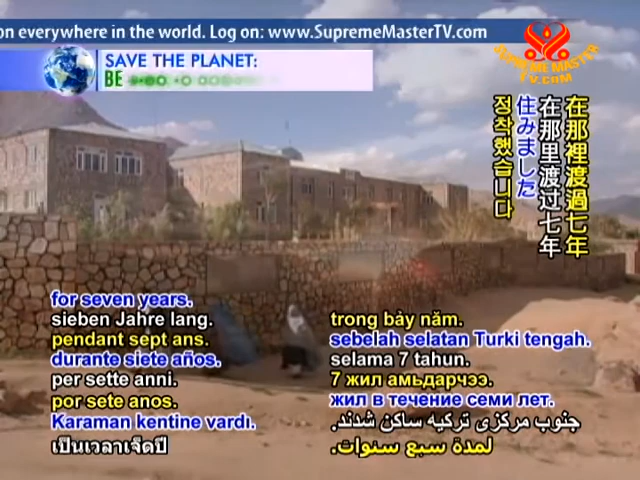 on everywhere in the world. Log on: www.SupremeMasterTV.com
SUPREME MASTER
TV.COM
SAVE THE PLANET:
BE
在那裡渡過七年
在那里渡过七年
住みました
정착했습니다
for seven years.
sieben Jahre lang.
pendant sept ans.
durante siete años.
per sette anni.
por sete anos.
Karaman kentine vardı.
เป็นเวลาเจ็ดปี
trong bảy năm.
sebelah selatan Turki tengah.
selama 7 tahun.
7 жил амьдарчээ.
жил в течение семи лет.
جنوب مرکزی ترکیه ساکن شدند.
لمدة سبع سنوات.